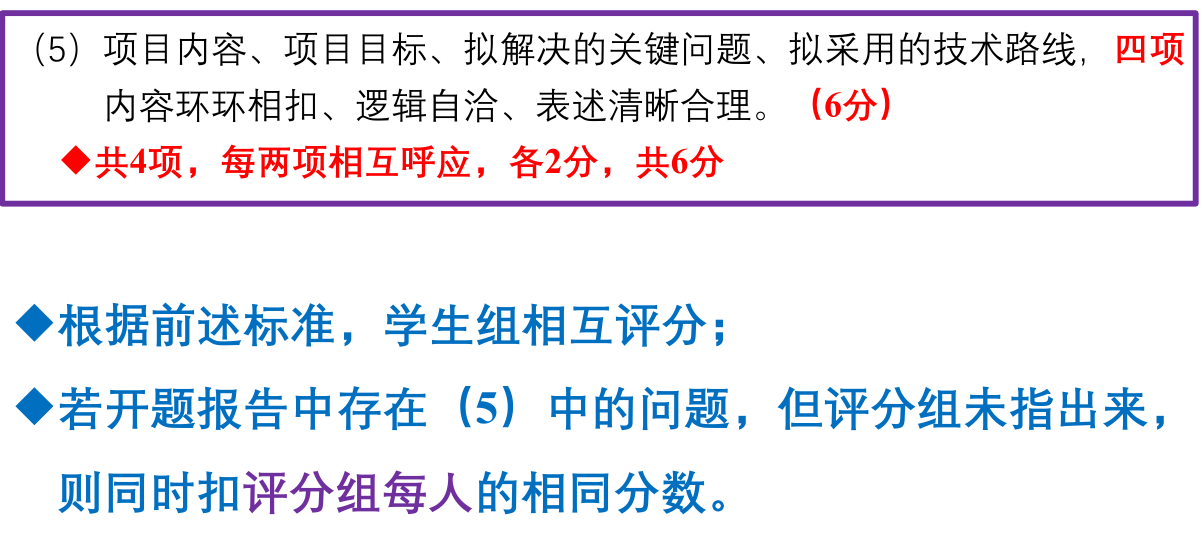 （5）项目内容、项目目标、拟解决的关键问题、拟采用的技术路线，四项
内容环环相扣、逻辑自洽、表述清晰合理。（6分）
◆共4项，每两项相互呼应，各2分，共6分
◆根据前述标准，学生组相互评分；
◆若开题报告中存在（5）中的问题，但评分组未指出来，
则同时扣评分组每人的相同分数。